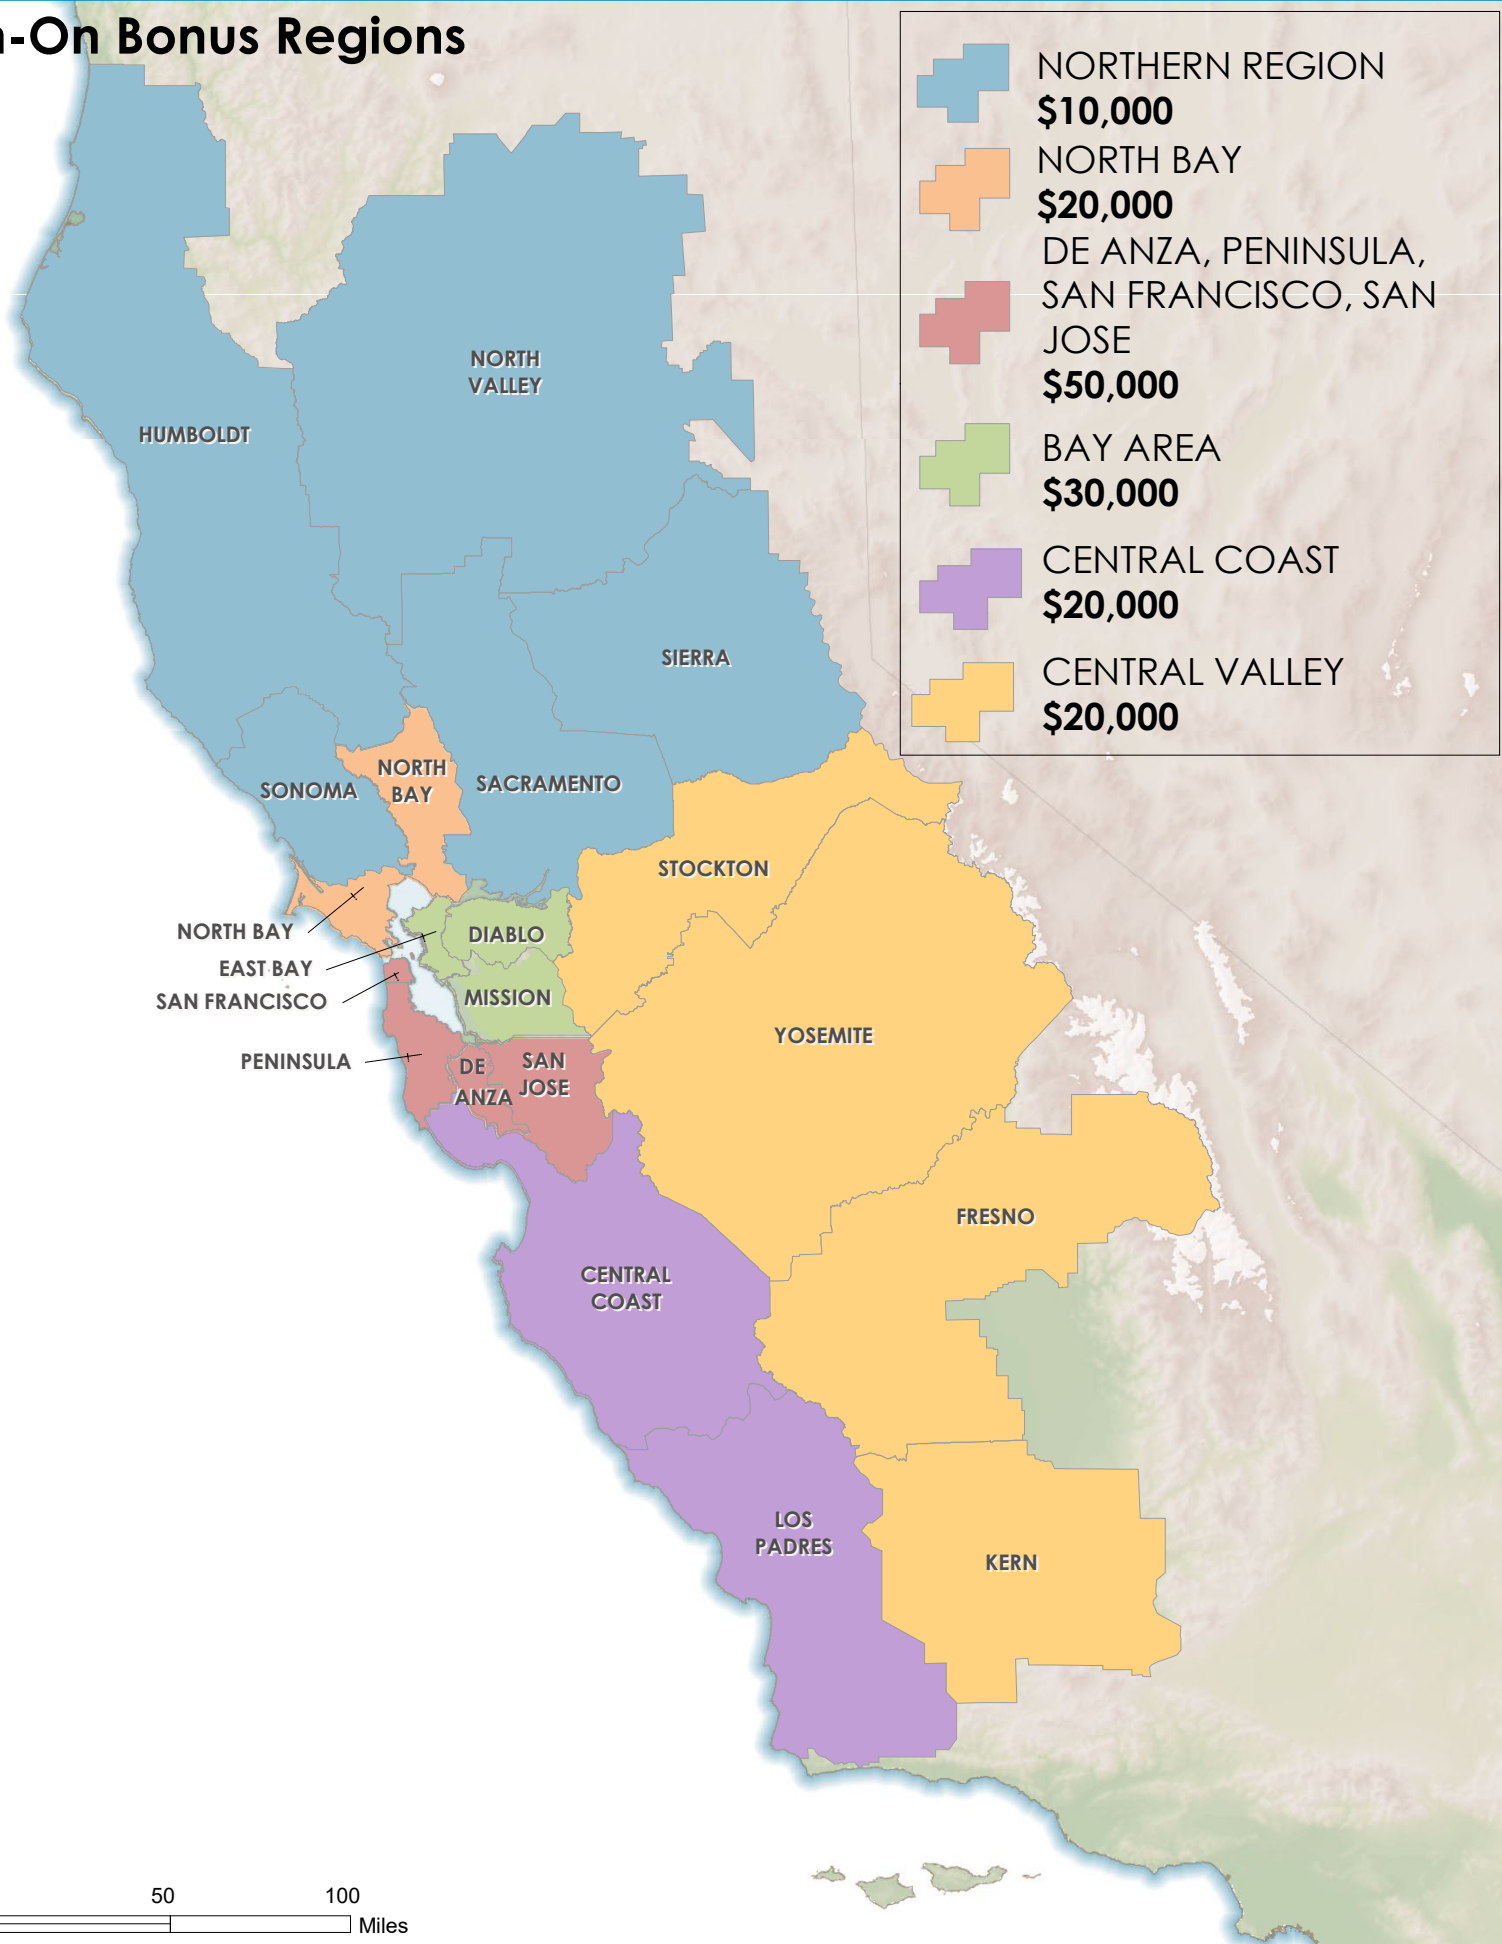 -On Bonus Regions
NORTHERN REGION
$10,000
NORTH BAY
$20,000
DE ANZA, PENINSULA,
SAN FRANCISCO, SAN
JOSE
$50,000
BAY AREA
$30,000
CENTRAL COAST
$20,000
CENTRAL VALLEY
$20,000
NORTH
VALLEY
HUMBOLDT
SIERRA
NORTH
BAY
SONOMA
SACRAMENTO
STOCKTON
NORTH BAY
DIABLO
EAST BAY
SAN FRANCISCO
MISSION
YOSEMITE
PENINSULA
DE
ANZA
SAN
JOSE
FRESNO
CENTRAL
COAST
LOS
PADRES
KERN
50
100
Miles